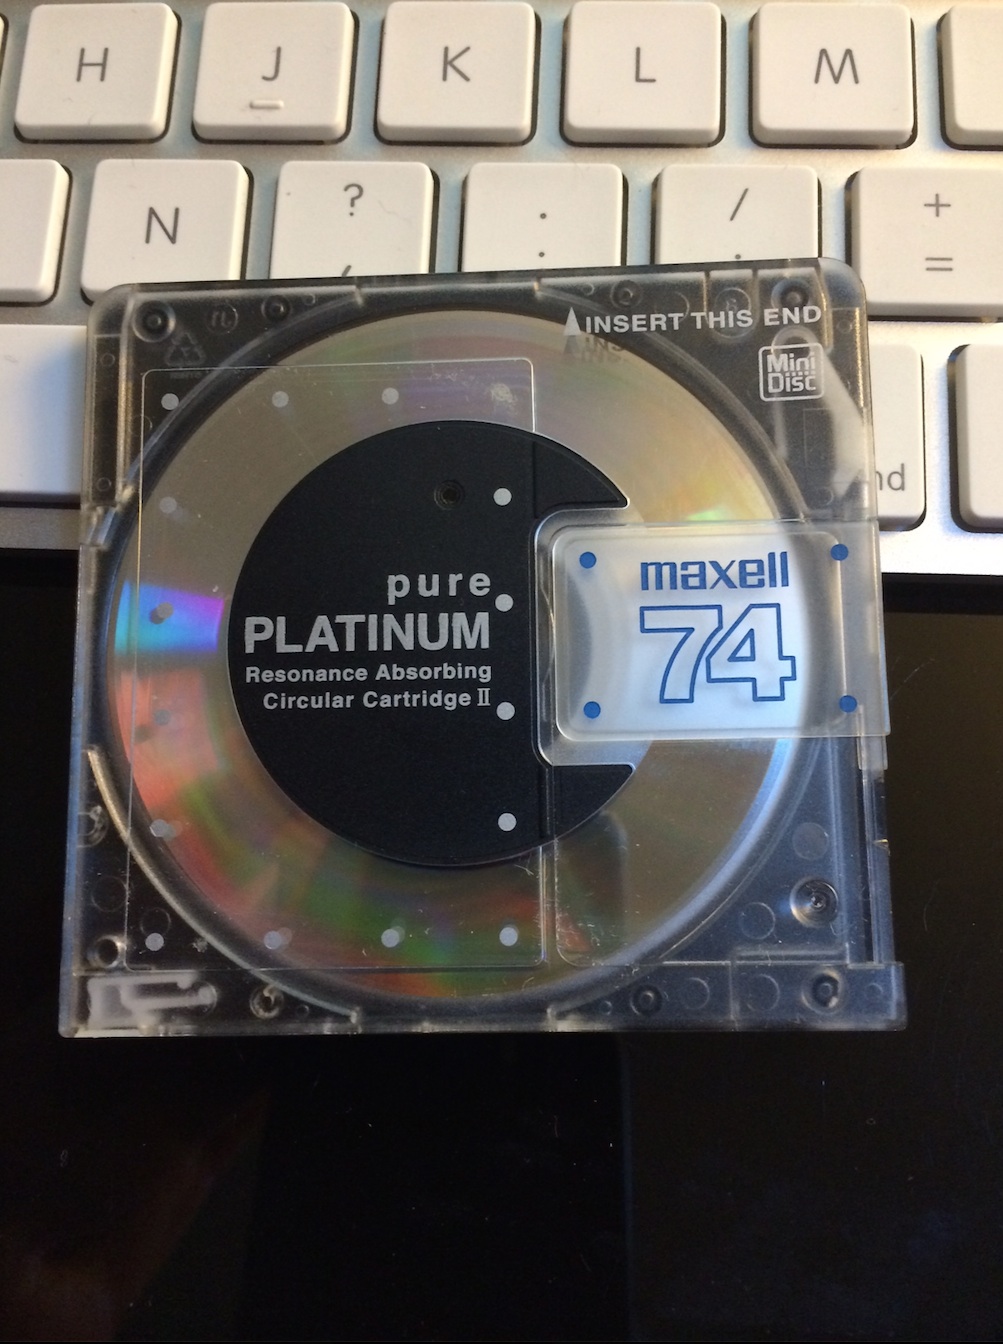 H J K L M
N ? . /
: +
=
INSERT THIS END
Mini
Disc
maxell
74
pure
PLATINUM
Resonance Absorbing
Circular Cartridge II
nd